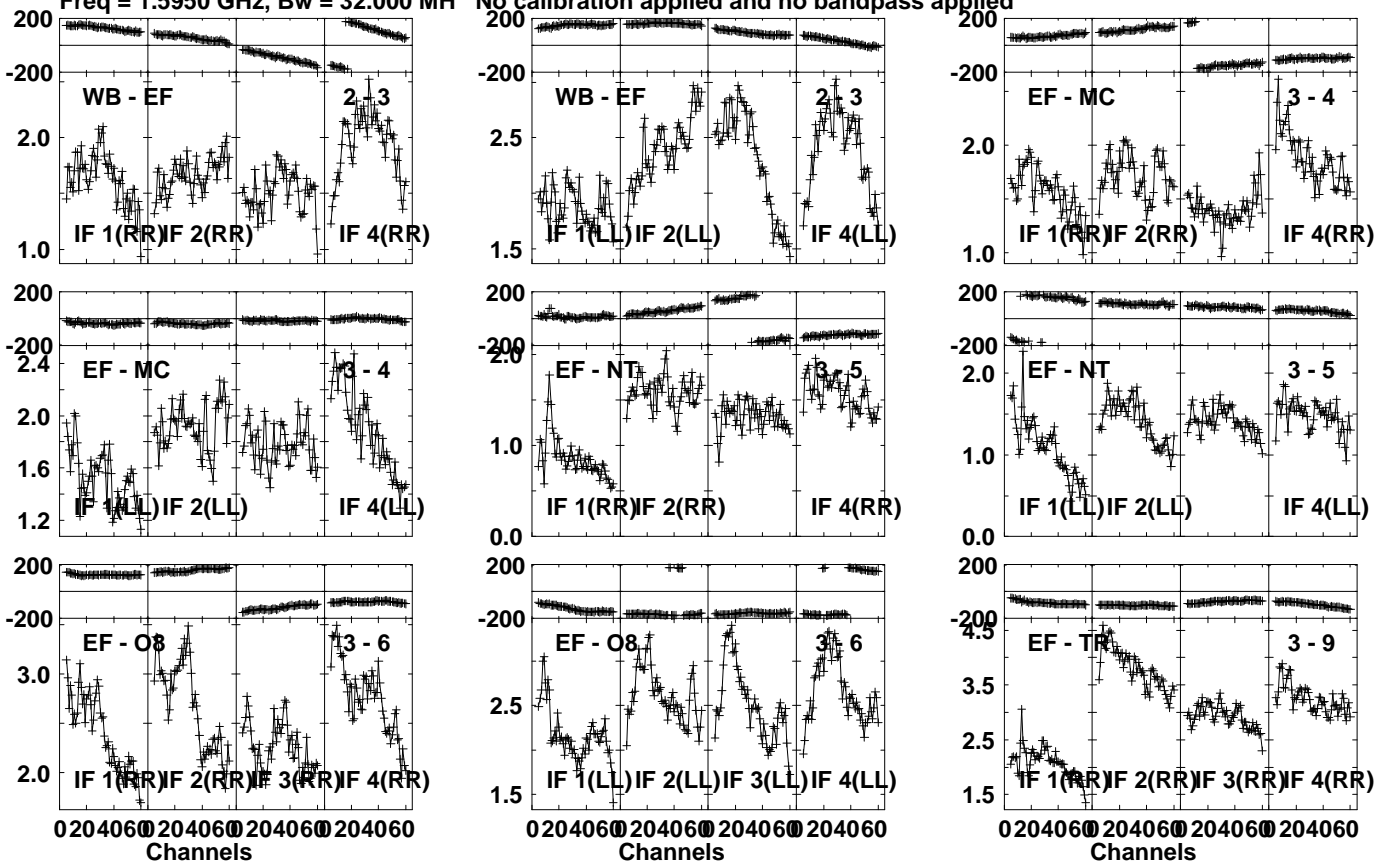 Freq = 1.5950 GHz, Bw = 32.000 MH No calibration applied and no bandpass applied
200
-200
WB - EF 2 - 3
2.0
1.0
IF 1(RR) IF 2(RR) IF 4(RR)
200
-200
WB - EF 2 - 3
2.5
1.5
IF 1(LL) IF 2(LL) IF 4(LL)
200
-200
EF - MC 3 - 4
2.0
1.0
IF 1(RR) IF 2(RR) IF 4(RR)
200
-200
EF - MC 3 - 4
2.4
2.0
1.6
1.2
IF 1(LL) IF 2(LL) IF 4(LL)
200
-200
EF - NT 3 - 5
2.0
1.0
0.0
IF 1(RR) IF 2(RR) IF 4(RR)
200
-200
EF - NT 3 - 5
2.0
1.0
0.0
IF 1(LL) IF 2(LL) IF 4(LL)
200
-200
EF - O8 3 - 6
3.0
2.0
IF 1(RR) IF 2(RR) IF 3(RR) IF 4(RR)
0 20 40 60 0 20 40 60 0 20 40 60 0 20 40 60
Channels
200
-200
EF - O8 3 - 6
2.5
1.5
IF 1(LL) IF 2(LL) IF 3(LL) IF 4(LL)
0 20 40 60 0 20 40 60 0 20 40 60 0 20 40 60
Channels
200
-200
EF - TR 3 - 9
4.5
3.5
2.5
1.5
IF 1(RR) IF 2(RR) IF 3(RR) IF 4(RR)
0 20 40 60 0 20 40 60 0 20 40 60 0 20 40 60
Channels